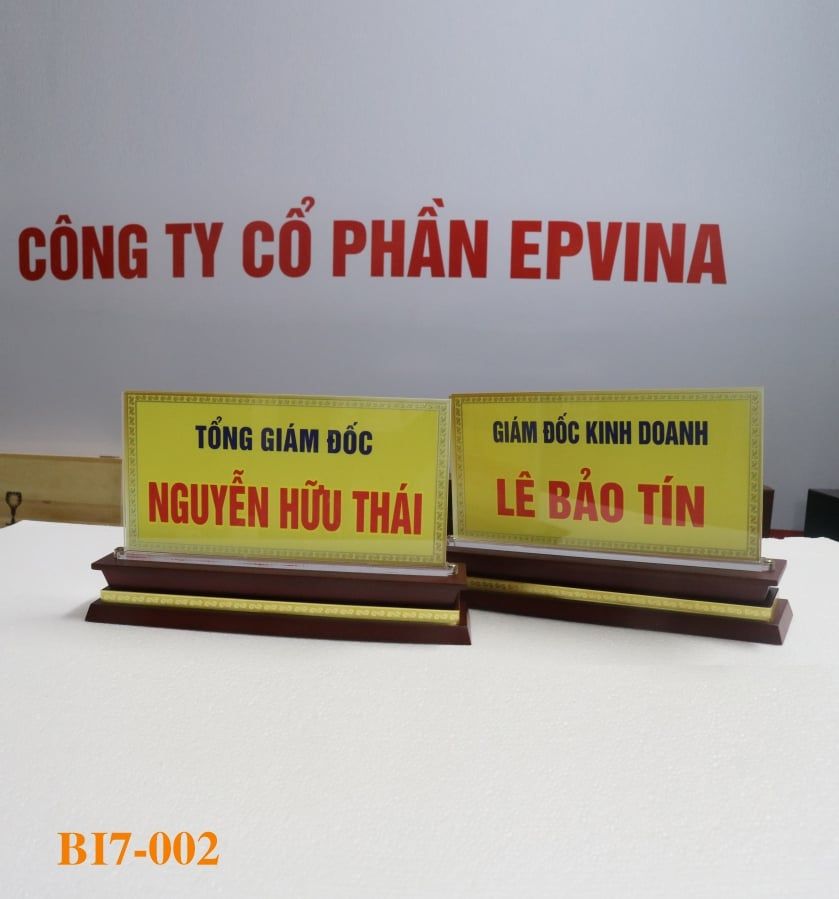 CÔNG TY CỔ PHẦN EPVINA
TỔNG GIÁM ĐỐC
NGUYỄN HỮU THÁI
GIÁM ĐỐC KINH DOANH
LÊ BẢO TÍN
BI7-002